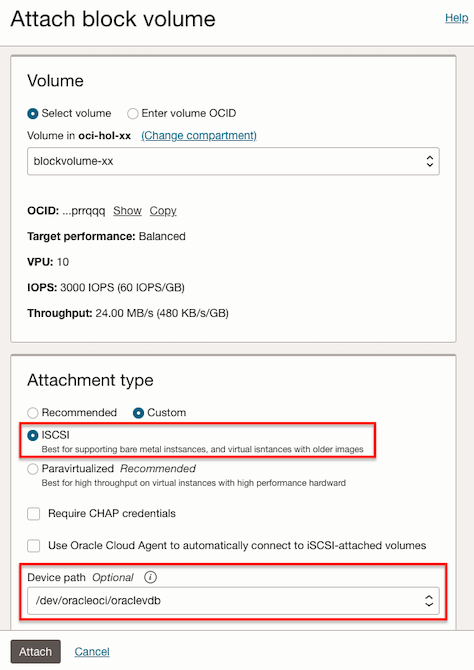 Attach block volume
Help
Volume
Select volume
Enter volume OCID
Volume in oci-hol-xx (Change compartment)
blockvolume-xx
OCID: ...prrqqq Show Copy
Target performance: Balanced
VPU: 10
IOPS: 3000 IOPS (60 IOPS/GB)
Throughput: 24.00 MB/s (480 KB/s/GB)
Attachment type
Recommended
Custom
ISCSI
Best for supporting bare metal instsances, and virtual isntances with older images
Paravirtualized Recommended
Best for high throughput on virtual instances with high performance hardward
Require CHAP credentials
Use Oracle Cloud Agent to automatically connect to iSCSI-attached volumes
Device path Optional i
/dev/oracleoci/oraclevdb
Attach
Cancel